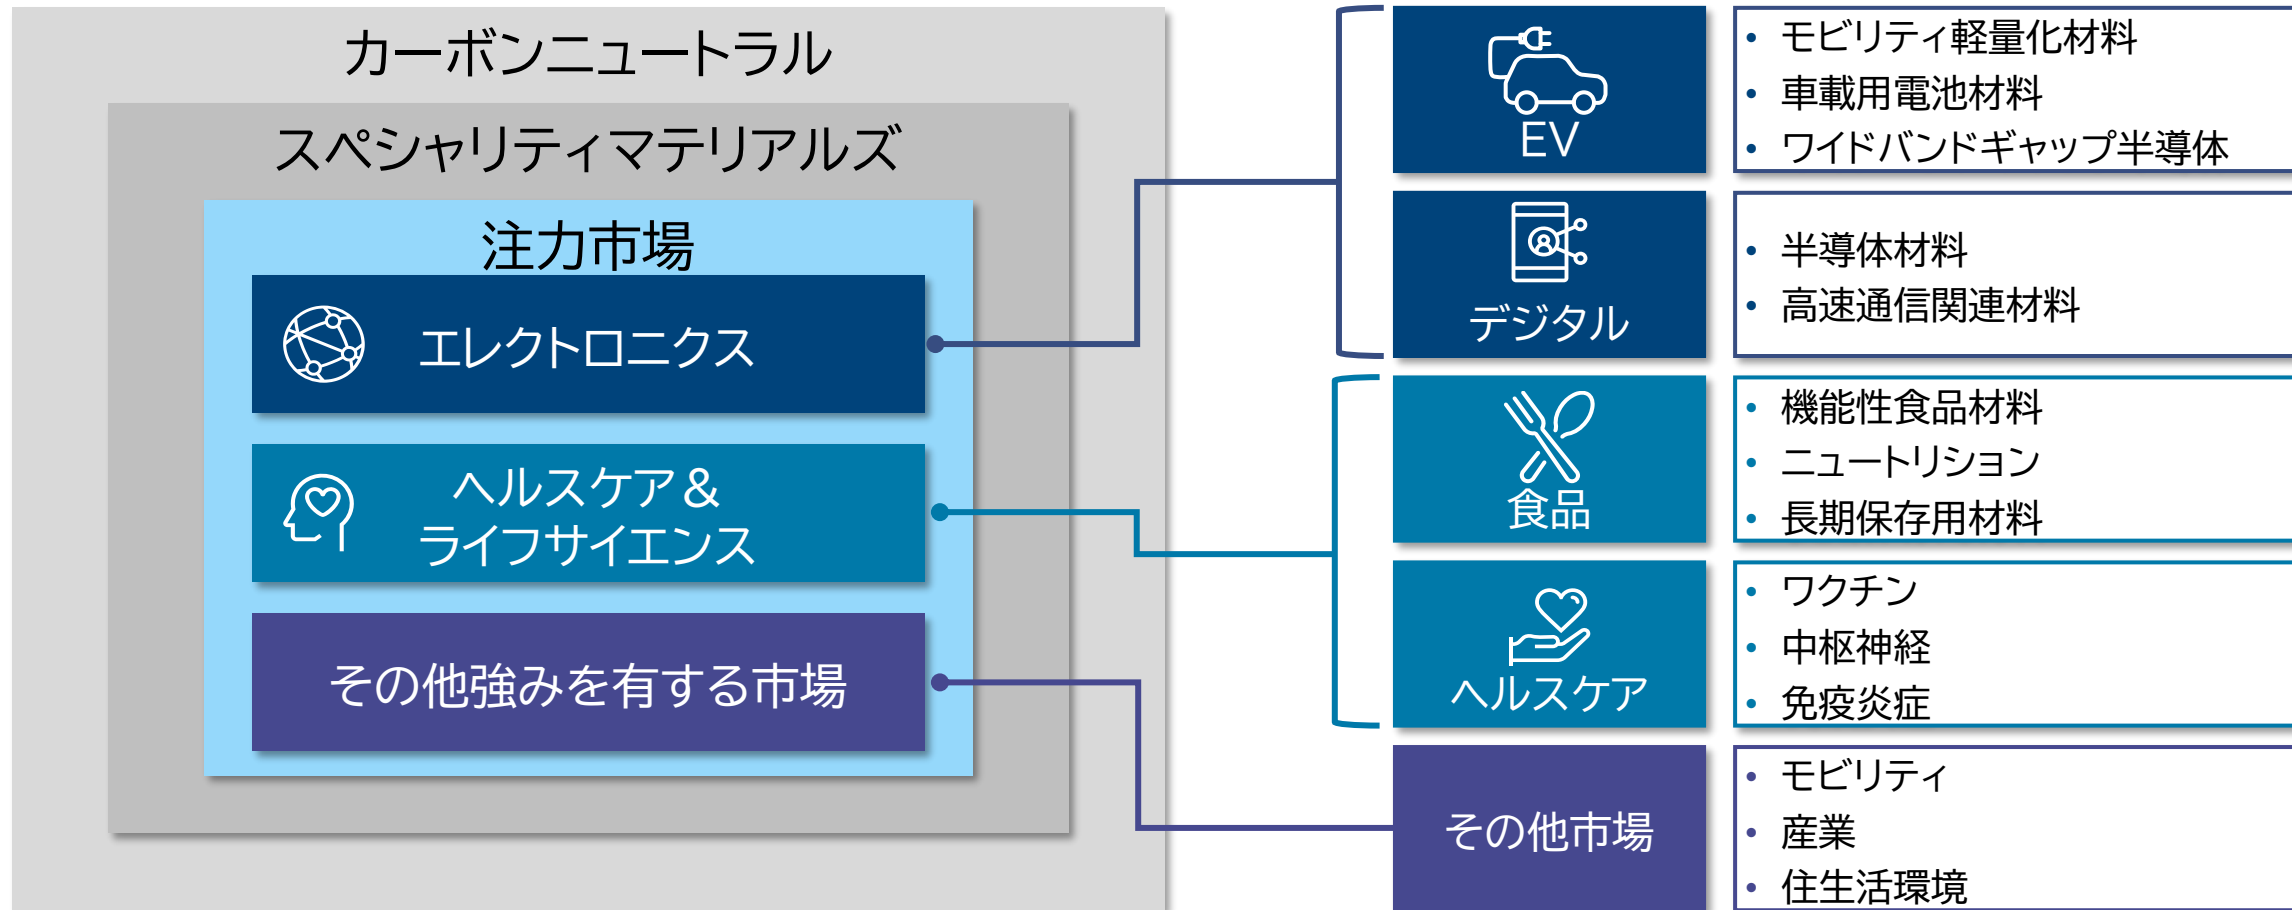 カーボンニュートラル
スペシャリティマテリアルズ
注力市場
エレクトロニクス
ヘルスケア&
ライフサイエンス
その他強みを有する市場
EV
• モビリティ軽量化材料
• 車載用電池材料
• ワイドバンドギャップ半導体
デジタル
• 半導体材料
• 高速通信関連材料
食品
• 機能性食品材料
• ニュートリション
• 長期保存用材料
ヘルスケア
• ワクチン
• 中枢神経
• 免疫炎症
その他市場
• モビリティ
• 産業
• 住生活環境